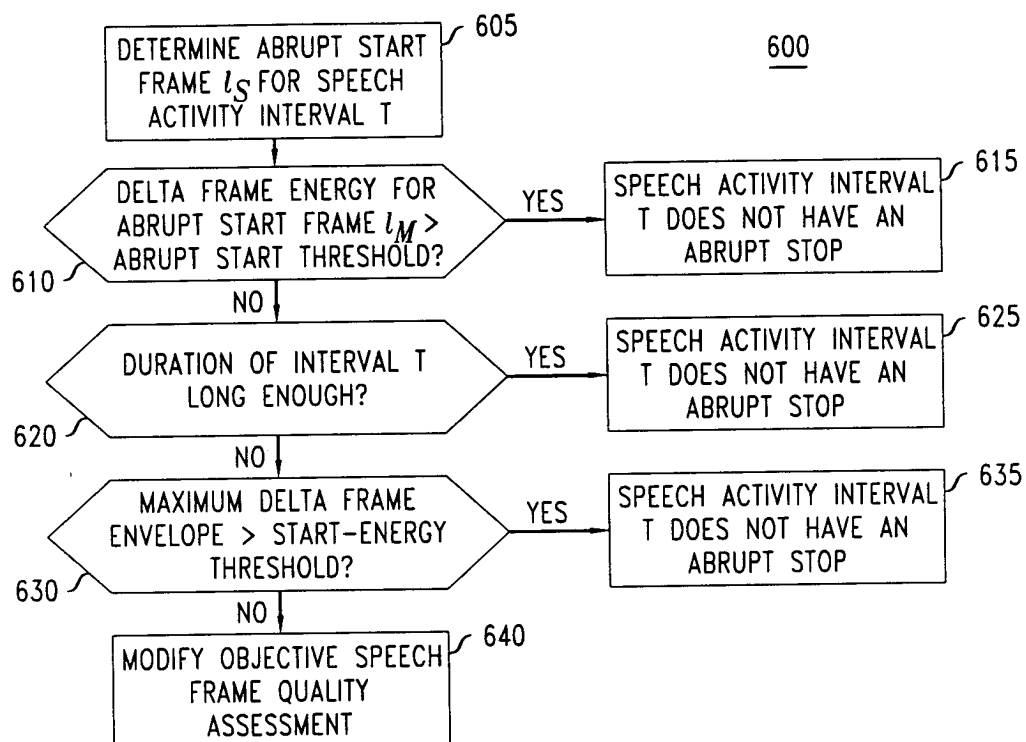 600
605
DETERMINE ABRUPT START
FRAME lS FOR SPEECH
ACTIVITY INTERVAL T
DELTA FRAME ENERGY FOR
ABRUPT START FRAME lM >
ABRUPT START THRESHOLD?
610
YES
615
SPEECH ACTIVITY INTERVAL
T DOES NOT HAVE AN
ABRUPT STOP
NO
DURATION OF INTERVAL T
LONG ENOUGH?
620
YES
625
SPEECH ACTIVITY INTERVAL
T DOES NOT HAVE AN
ABRUPT STOP
NO
MAXIMUM DELTA FRAME
ENVELOPE > START-ENERGY
THRESHOLD?
630
YES
635
SPEECH ACTIVITY INTERVAL
T DOES NOT HAVE AN
ABRUPT STOP
NO
640
MODIFY OBJECTIVE SPEECH
FRAME QUALITY
ASSESSMENT